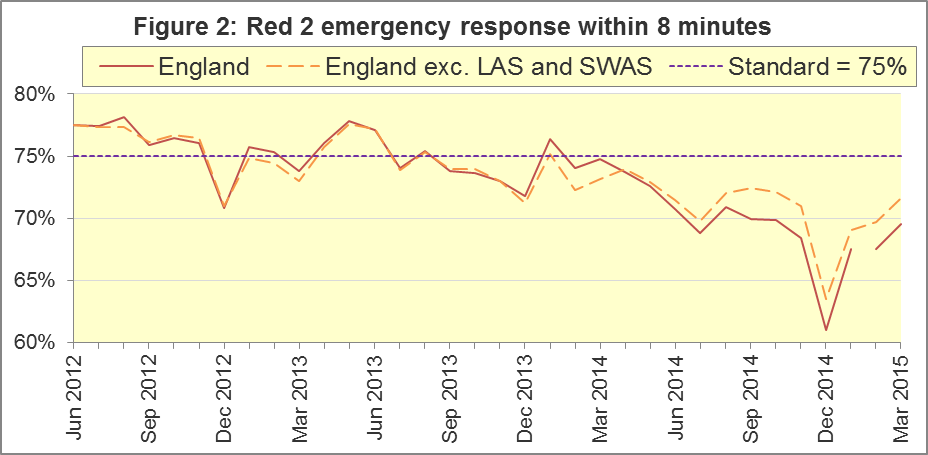 Figure 2: Red 2 emergency response within 8 minutes
England England exc. LAS and SWAS Standard = 75%
80%
75%
70%
65%
60%
Jun 2012
Sep 2012
Dec 2012
Mar 2013
Jun 2013
Sep 2013
Dec 2013
Mar 2014
Jun 2014
Sep 2014
Dec 2014
Mar 2015